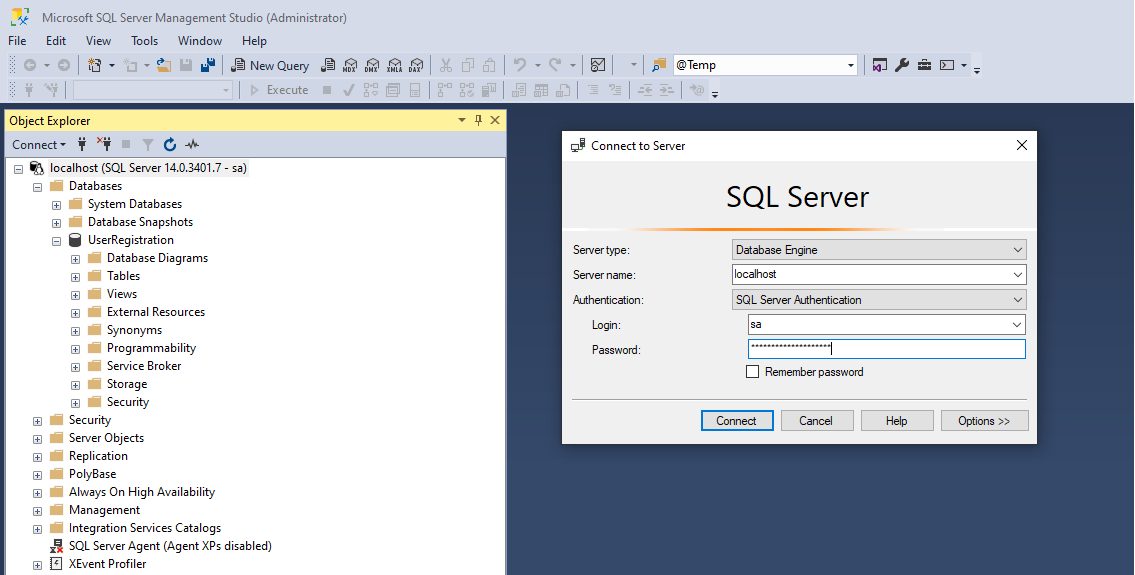 Microsoft SQL Server Management Studio (Administrator)
File Edit View Tools Window Help
New Query MDX DMX XMLA DAX @Temp
Execute
Object Explorer
Connect
localhost (SQL Server 14.0.3401.7 - sa)
Databases
System Databases
Database Snapshots
UserRegistration
Database Diagrams
Tables
Views
External Resources
Synonyms
Programmability
Service Broker
Storage
Security
Security
Server Objects
Replication
PolyBase
Always On High Availability
Management
Integration Services Catalogs
SQL Server Agent (Agent XPs disabled)
XEvent Profiler
Connect to Server
SQL Server
Server type: Database Engine
Server name: localhost
Authentication: SQL Server Authentication
Login: sa
Password: ********************
Remember password
Connect Cancel Help Options >>